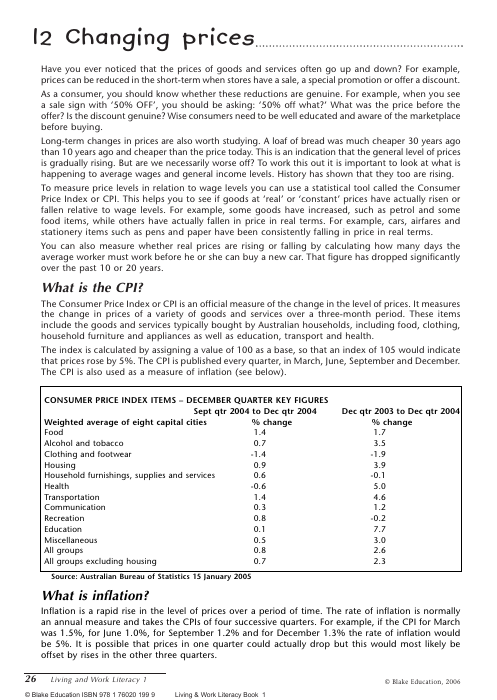 12 Changing prices
Have you ever noticed that the prices of goods and services often go up and down? For example,
prices can be reduced in the short-term when stores have a sale, a special promotion or offer a discount.
As a consumer, you should know whether these reductions are genuine. For example, when you see
a sale sign with ‘50% OFF’, you should be asking: ‘50% off what?’ What was the price before the
offer? Is the discount genuine? Wise consumers need to be well educated and aware of the marketplace
before buying.
Long-term changes in prices are also worth studying. A loaf of bread was much cheaper 30 years ago
than 10 years ago and cheaper than the price today. This is an indication that the general level of prices
is gradually rising. But are we necessarily worse off? To work this out it is important to look at what is
happening to average wages and general income levels. History has shown that they too are rising.
To measure price levels in relation to wage levels you can use a statistical tool called the Consumer
Price Index or CPI. This helps you to see if goods at ‘real’ or ‘constant’ prices have actually risen or
fallen relative to wage levels. For example, some goods have increased, such as petrol and some
food items, while others have actually fallen in price in real terms. For example, cars, airfares and
stationery items such as pens and paper have been consistently falling in price in real terms.
You can also measure whether real prices are rising or falling by calculating how many days the
average worker must work before he or she can buy a new car. That figure has dropped significantly
over the past 10 or 20 years.
What is the CPI?
The Consumer Price Index or CPI is an official measure of the change in the level of prices. It measures
the change in prices of a variety of goods and services over a three-month period. These items
include the goods and services typically bought by Australian households, including food, clothing,
household furniture and appliances as well as education, transport and health.
The index is calculated by assigning a value of 100 as a base, so that an index of 105 would indicate
that prices rose by 5%. The CPI is published every quarter, in March, June, September and December.
The CPI is also used as a measure of inflation (see below).
CONSUMER PRICE INDEX ITEMS – DECEMBER QUARTER KEY FIGURES
Sept qtr 2004 to Dec qtr 2004 Dec qtr 2003 to Dec qtr 2004
Weighted average of eight capital cities % change % change
Food 1.4 1.7
Alcohol and tobacco 0.7 3.5
Clothing and footwear -1.4 -1.9
Housing 0.9 3.9
Household furnishings, supplies and services 0.6 -0.1
Health -0.6 5.0
Transportation 1.4 4.6
Communication 0.3 1.2
Recreation 0.8 -0.2
Education 0.1 7.7
Miscellaneous 0.5 3.0
All groups 0.8 2.6
All groups excluding housing 0.7 2.3
Source: Australian Bureau of Statistics 15 January 2005
What is inflation?
Inflation is a rapid rise in the level of prices over a period of time. The rate of inflation is normally
an annual measure and takes the CPIs of four successive quarters. For example, if the CPI for March
was 1.5%, for June 1.0%, for September 1.2% and for December 1.3% the rate of inflation would
be 5%. It is possible that prices in one quarter could actually drop but this would most likely be
offset by rises in the other three quarters.
26 Living and Work Literacy 1
© Blake Education, 2006
© Blake Education ISBN 978 1 76020 199 9 Living & Work Literacy Book 1